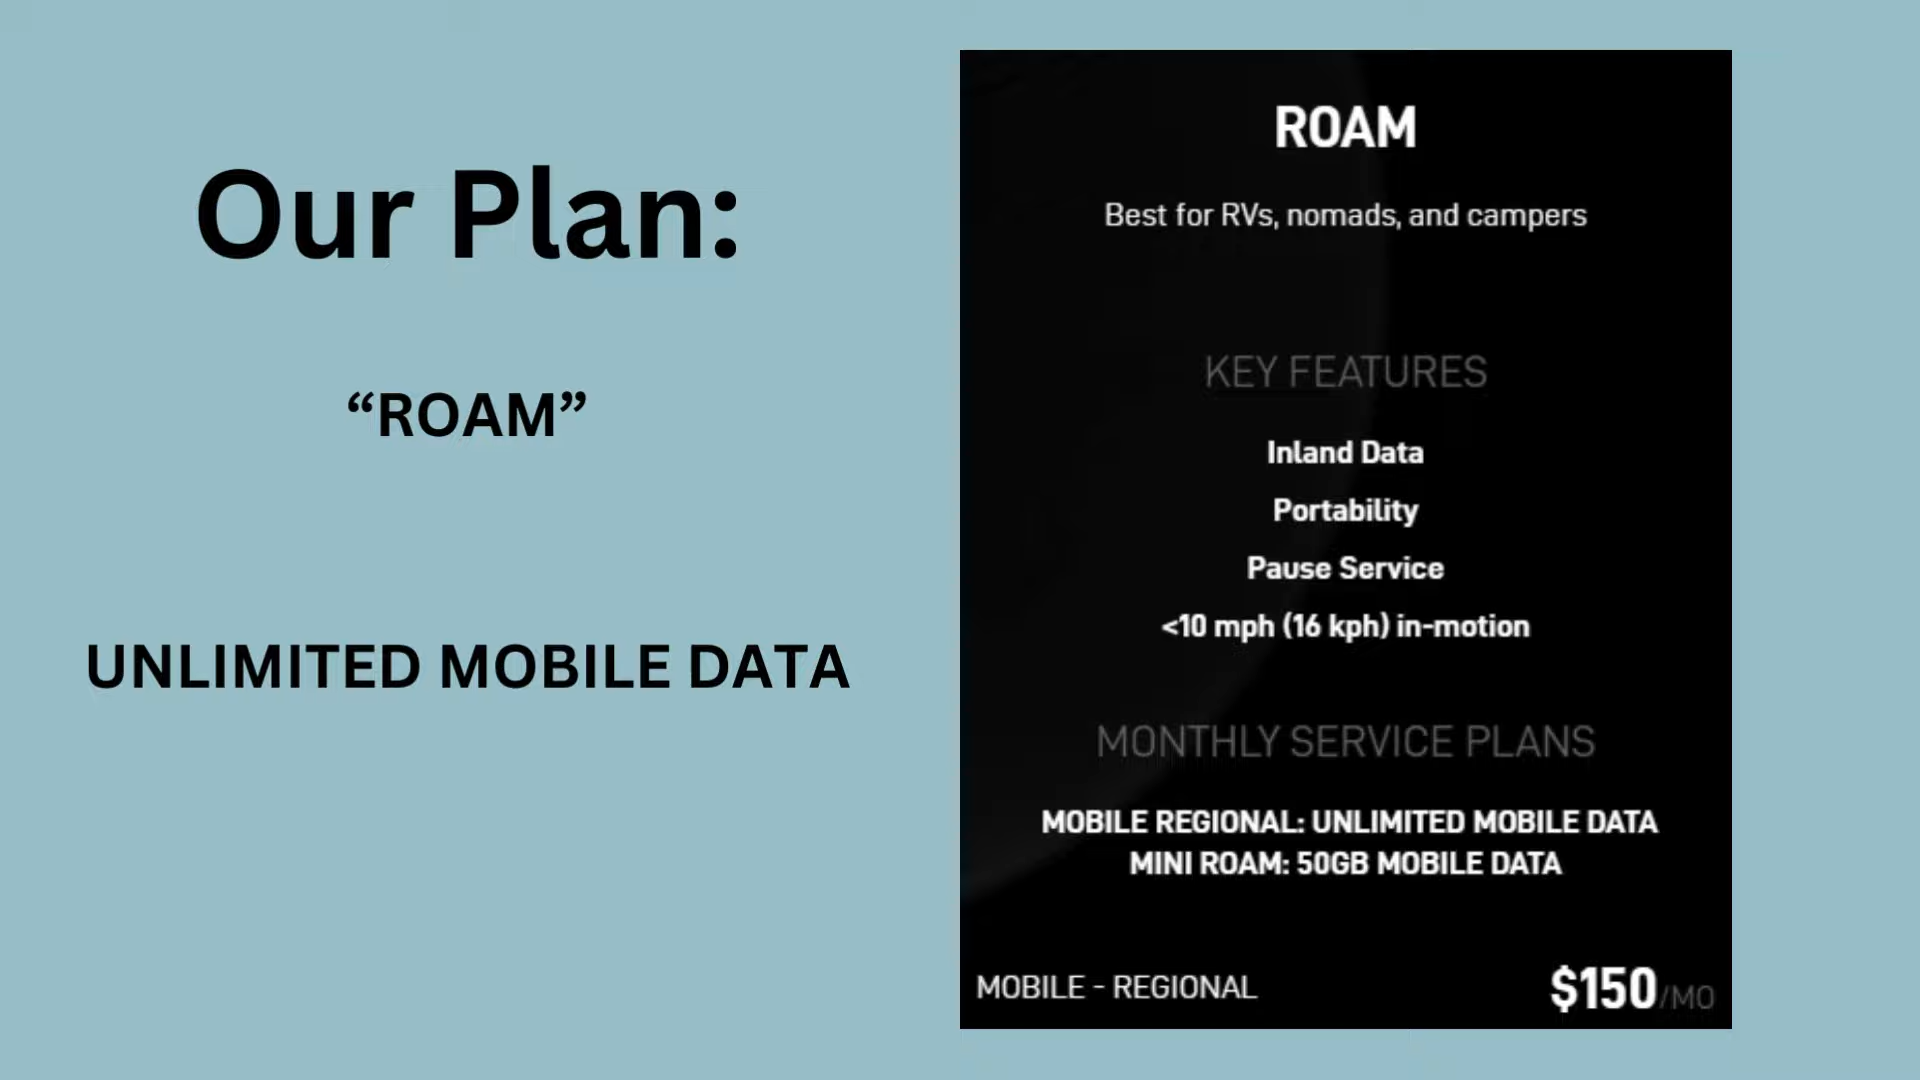 Our Plan:
“ROAM”
UNLIMITED MOBILE DATA
ROAM
Best for RVs, nomads, and campers
KEY FEATURES
Inland Data
Portability
Pause Service
<10 mph (16 kph) in-motion
MONTHLY SERVICE PLANS
MOBILE REGIONAL: UNLIMITED MOBILE DATA
MINI ROAM: 50GB MOBILE DATA
MOBILE - REGIONAL $150/MO